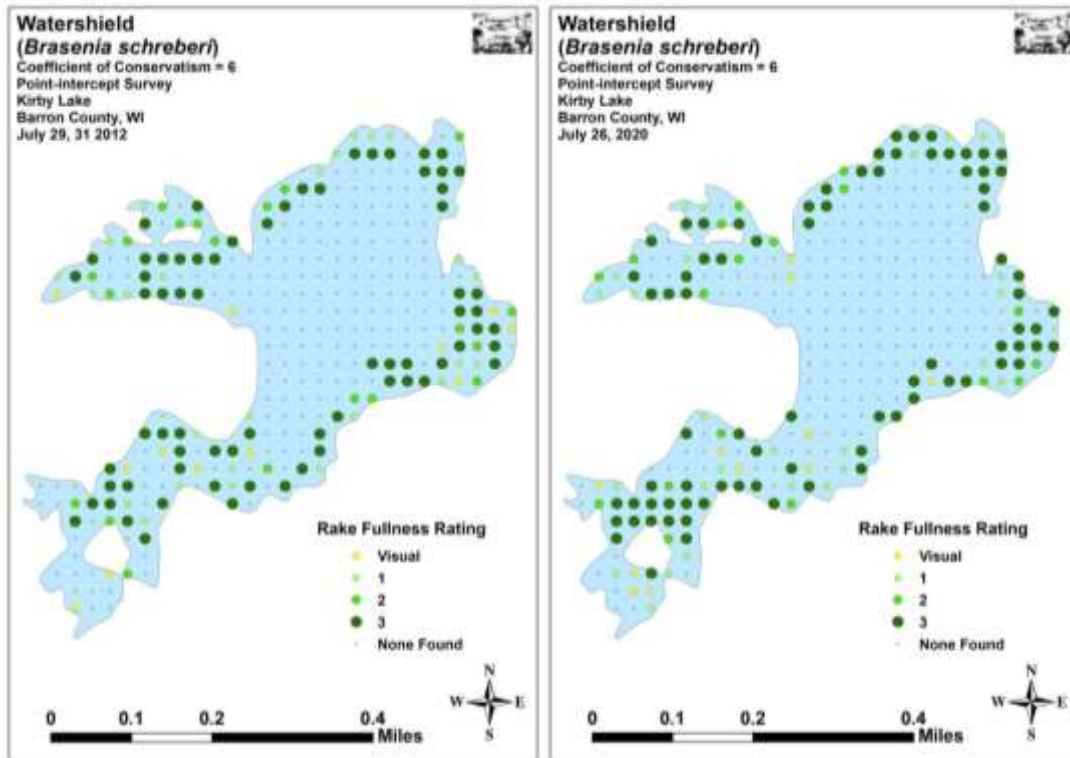 Watershield
(Brasenia schreberi)
Coefficient of Conservatism = 6
Point-intercept Survey
Kirby Lake
Barron County, WI
July 29, 31 2012
Rake Fullness Rating
Visual
1
2
3
None Found
N
W E
S
0 0.1 0.2 0.4
Miles
Watershield
(Brasenia schreberi)
Coefficient of Conservatism = 6
Point-intercept Survey
Kirby Lake
Barron County, WI
July 26, 2020
Rake Fullness Rating
Visual
1
2
3
None Found
N
W E
S
0 0.1 0.2 0.4
Miles